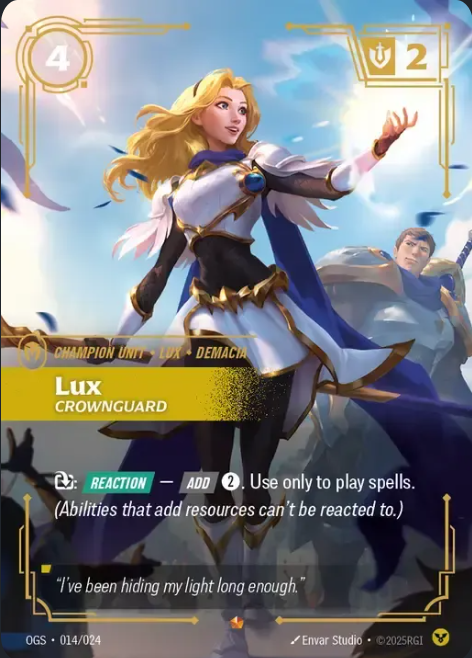 4
2
CHAMPION UNIT • LUX • DEMACIA
Lux
CROWNGUARD
: REACTION — ADD 2. Use only to play spells.
(Abilities that add resources can't be reacted to.)
"I've been hiding my light long enough."
OGS • 014/024
Envar Studio • ©2025RGI